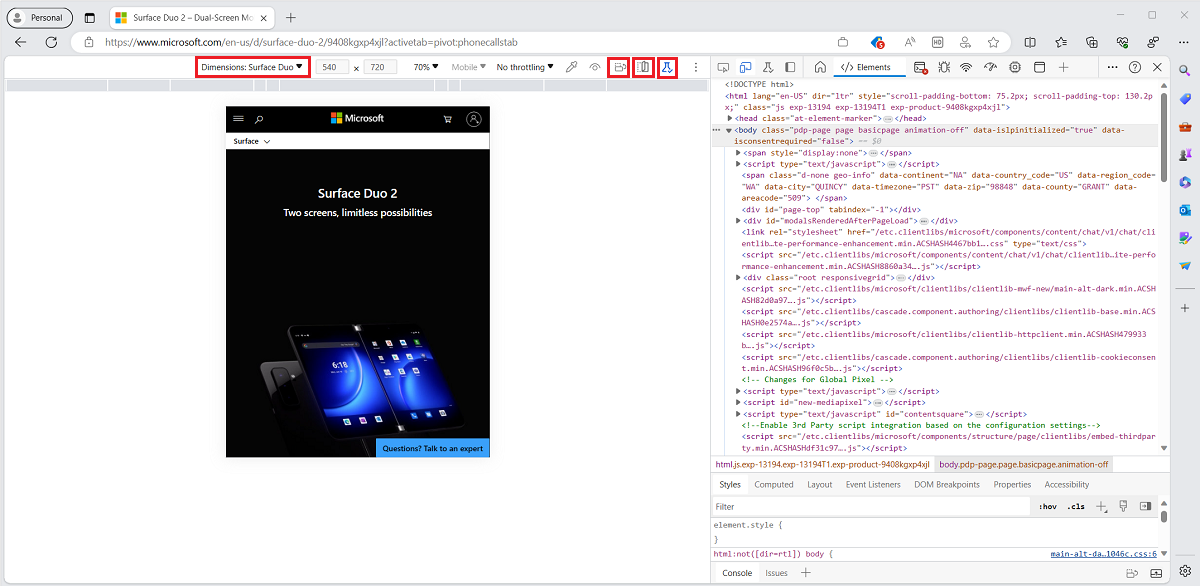 Personal
Surface Duo 2 – Dual-Screen Mo
https://www.microsoft.com/en-us/d/surface-duo-2/9408kgxp4xjl?activetab=pivot:phonecallstab
5
HD
Dimensions: Surface Duo
540 × 720
70%
Mobile
No throttling
Elements
Microsoft
Surface
Surface Duo 2
Two screens, limitless possibilities
6:18
Questions? Talk to an expert
<!DOCTYPE html>
<html lang="en-US" dir="ltr" style="scroll-padding-bottom: 75.2px; scroll-padding-top: 130.2p
x;" class="js exp-13194 exp-13194T1 exp-product-9408kgxp4xjl">
<head class="at-element-marker">…</head>
<body class="pdp-page page basicpage animation-off" data-islpinitialized="true" data-
isconsentrequired="false"> == $0
<span style="display:none">…</span>
<script type="text/javascript">…</script>
<span class="d-none geo-info" data-continent="NA" data-country_code="US" data-region_code=
"WA" data-city="QUINCY" data-timezone="PST" data-zip="98848" data-county="GRANT" data-
areacode="509"> </span>
<div id="page-top" tabindex="-1"></div>
<div id="modalsRenderedAfterPageLoad">…</div>
<link rel="stylesheet" href="/etc.clientlibs/microsoft/components/content/chat/v1/chat/cli
entlib…te-performance-enhancement.min.ACSHASH4467bb1….css" type="text/css">
<script src="/etc.clientlibs/microsoft/components/content/chat/v1/chat/clientlib…ite-perfo
rmance-enhancement.min.ACSHASH8860a34….js"></script>
<div class="root responsivegrid">…</div>
<script src="/etc.clientlibs/microsoft/clientlibs/clientlib-mwf-new/main-alt-dark.min.ACSH
ASH82d0a97….js"></script>
<script src="/etc.clientlibs/cascade.component.authoring/clientlibs/clientlib-base.min.ACS
HASH0e2574a….js"></script>
<script src="/etc.clientlibs/microsoft/clientlibs/clientlib-httpclient.min.ACSHASH479933
b….js"></script>
<script src="/etc.clientlibs/cascade.component.authoring/clientlibs/clientlib-cookieconsen
t.min.ACSHASH96f0c5b….js"></script>
<!-- Changes for Global Pixel -->
<script type="text/javascript">…</script>
<script id="new-mediapixel">…</script>
<script type="text/javascript" id="contentsquare">…</script>
<!--Enable 3rd Party script integration based on the configuration settings-->
<script src="/etc.clientlibs/microsoft/components/structure/page/clientlibs/embed-thirdpar
ty.min.ACSHASHdf31c97….js"></script>
html.js.exp-13194.exp-13194T1.exp-product-9408kgxp4xjl body.pdp-page.page.basicpage.animation-off
Styles Computed Layout Event Listeners DOM Breakpoints Properties Accessibility
Filter :hov .cls
element.style {
}
html:not([dir=rtl]) body { main-alt-da…1046c.css:6
Console Issues